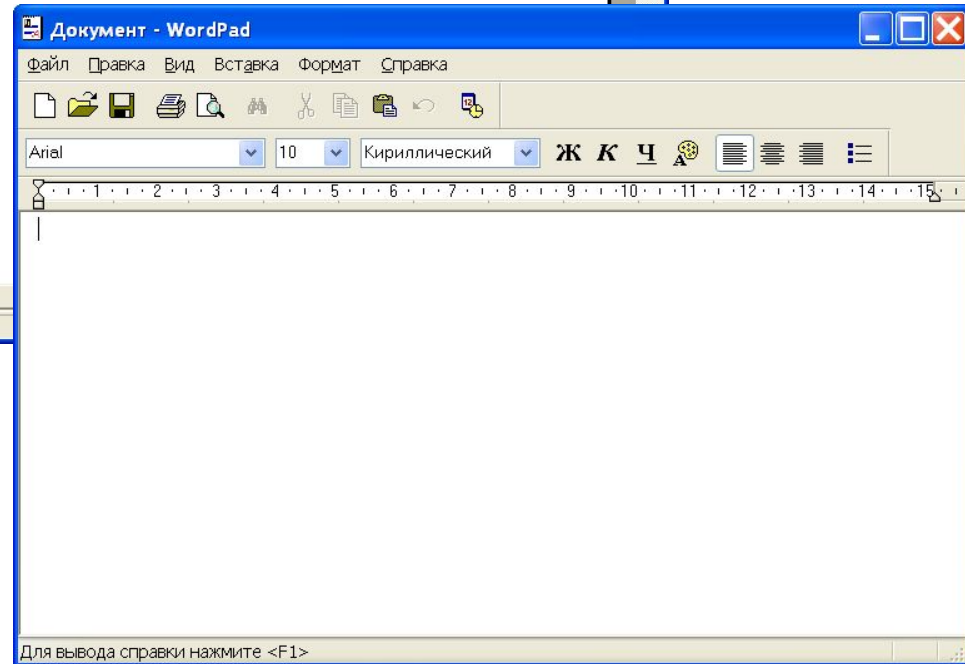 Документ - WordPad
Файл Правка Вид Вставка Формат Справка
Arial 10 Кириллический Ж К Ч
1 2 3 4 5 6 7 8 9 10 11 12 13 14 15
Для вывода справки нажмите <F1>